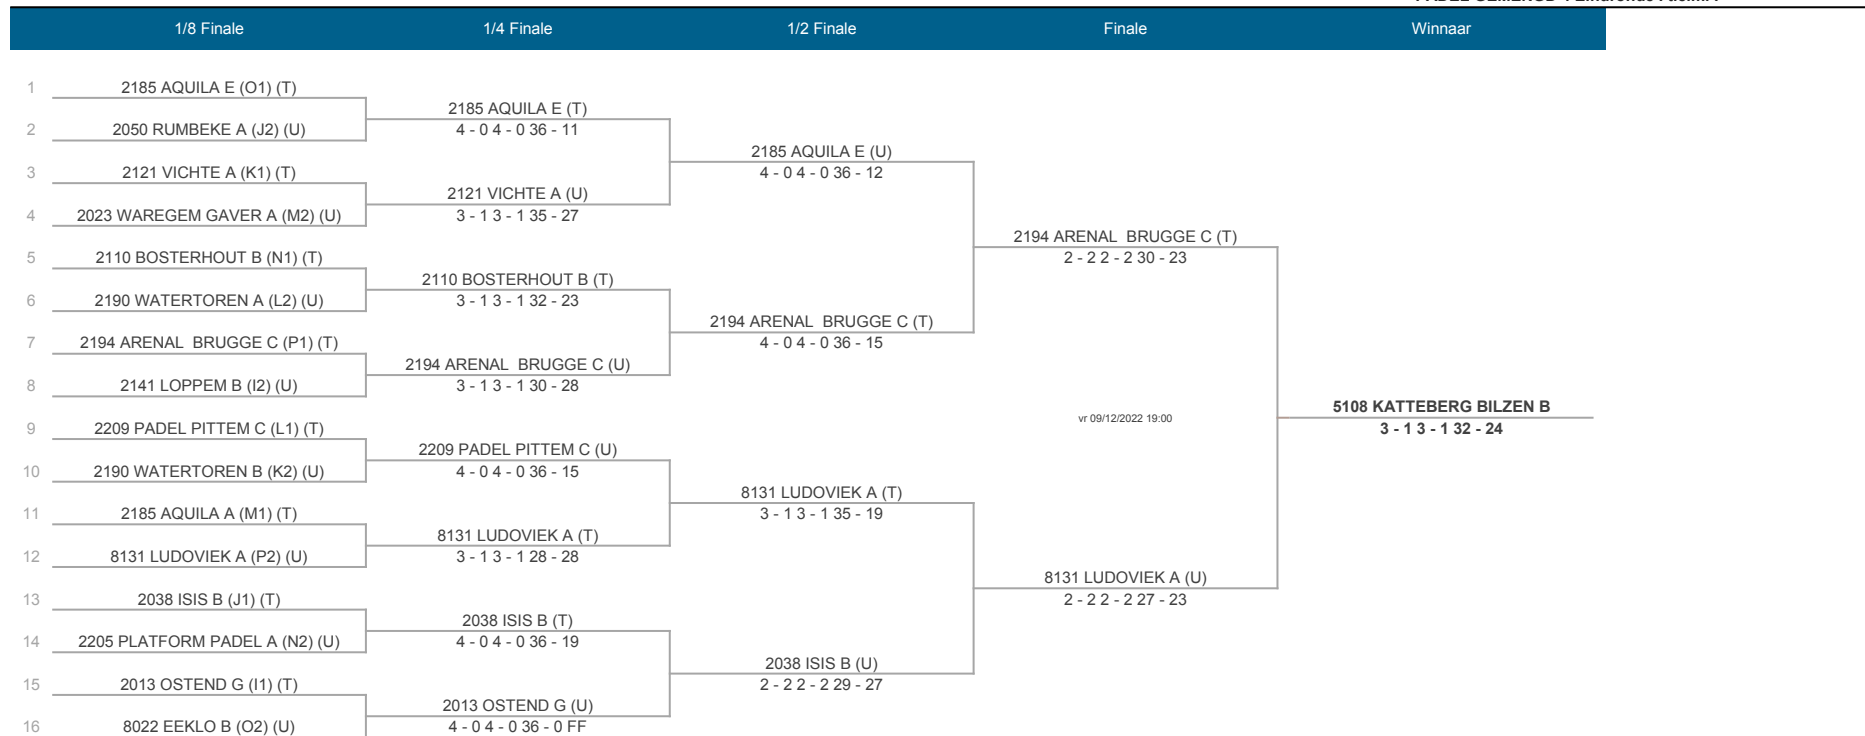 1/8 Finale
1/4 Finale
1/2 Finale
Finale
Winnaar
1
2185 AQUILA E (O1) (T)
2
2050 RUMBEKE A (J2) (U)
3
2121 VICHTE A (K1) (T)
4
2023 WAREGEM GAVER A (M2) (U)
5
2110 BOSTERHOUT B (N1) (T)
6
2190 WATERTOREN A (L2) (U)
7
2194 ARENAL  BRUGGE C (P1) (T)
8
2141 LOPPEM B (I2) (U)
9
2209 PADEL PITTEM C (L1) (T)
10
2190 WATERTOREN B (K2) (U)
11
2185 AQUILA A (M1) (T)
12
8131 LUDOVIEK A (P2) (U)
13
2038 ISIS B (J1) (T)
14
2205 PLATFORM PADEL A (N2) (U)
15
2013 OSTEND G (I1) (T)
16
8022 EEKLO B (O2) (U)
2185 AQUILA E (T)
4 - 0 4 - 0 36 - 11
2121 VICHTE A (U)
3 - 1 3 - 1 35 - 27
2110 BOSTERHOUT B (T)
3 - 1 3 - 1 32 - 23
2194 ARENAL  BRUGGE C (U)
3 - 1 3 - 1 30 - 28
2209 PADEL PITTEM C (U)
4 - 0 4 - 0 36 - 15
8131 LUDOVIEK A (T)
3 - 1 3 - 1 28 - 28
2038 ISIS B (T)
4 - 0 4 - 0 36 - 19
2013 OSTEND G (U)
4 - 0 4 - 0 36 - 0 FF
2185 AQUILA E (U)
4 - 0 4 - 0 36 - 12
2194 ARENAL  BRUGGE C (T)
4 - 0 4 - 0 36 - 15
8131 LUDOVIEK A (T)
3 - 1 3 - 1 35 - 19
2038 ISIS B (U)
2 - 2 2 - 2 29 - 27
2194 ARENAL  BRUGGE C (T)
2 - 2 2 - 2 30 - 23
vr 09/12/2022 19:00
8131 LUDOVIEK A (U)
2 - 2 2 - 2 27 - 23
5108 KATTEBERG BILZEN B
3 - 1 3 - 1 32 - 24